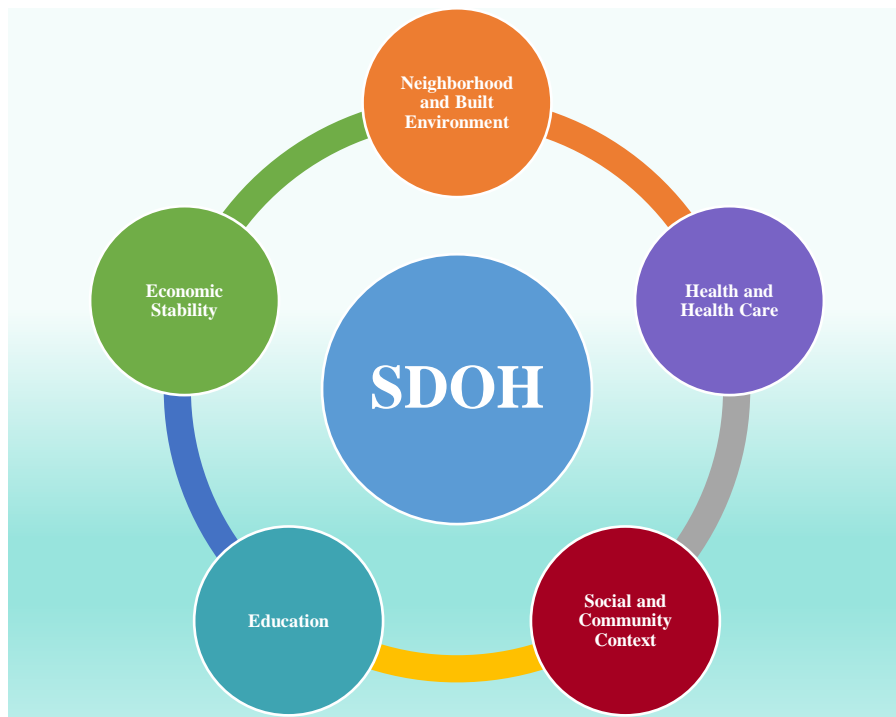 Neighborhood
and Built
Environment
Economic
Stability
Health and
Health Care
SDOH
Education
Social and
Community
Context